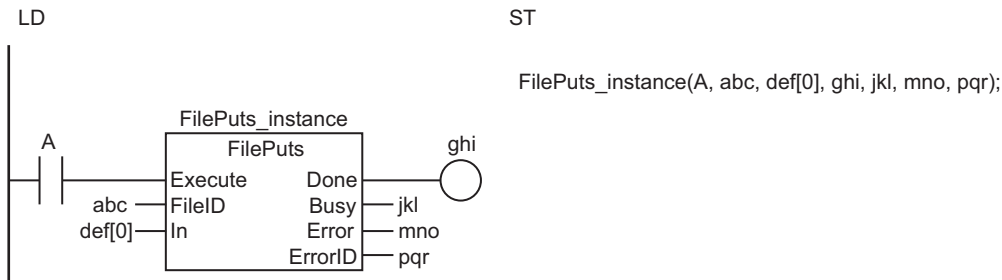 LD
ST
FilePuts_instance(A, abc, def[0], ghi, jkl, mno, pqr);
FilePuts_instance
A
FilePuts
ghi
Execute Done
abc FileID Busy jkl
def[0] In Error mno
ErrorID pqr